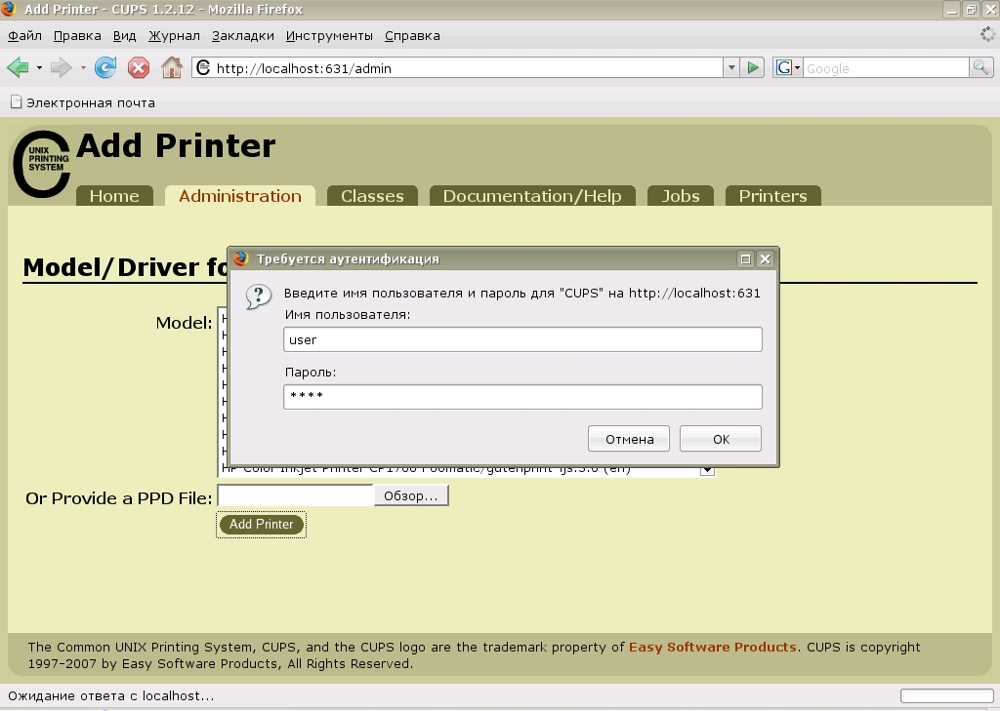 Add Printer - CUPS 1.2.12 - Mozilla Firefox
Файл Правка Вид Журнал Закладки Инструменты Справка
http://localhost:631/admin
G Google
Электронная почта
UNIX PRINTING SYSTEM
Add Printer
Home Administration Classes Documentation/Help Jobs Printers
Model/Driver fo
Требуется аутентификация
Введите имя пользователя и пароль для "CUPS" на http://localhost:631
Имя пользователя:
user
Пароль:
****
Отмена OK
Model:
Or Provide a PPD File: Обзор...
Add Printer
The Common UNIX Printing System, CUPS, and the CUPS logo are the trademark property of Easy Software Products. CUPS is copyright
1997-2007 by Easy Software Products, All Rights Reserved.
Ожидание ответа с localhost...